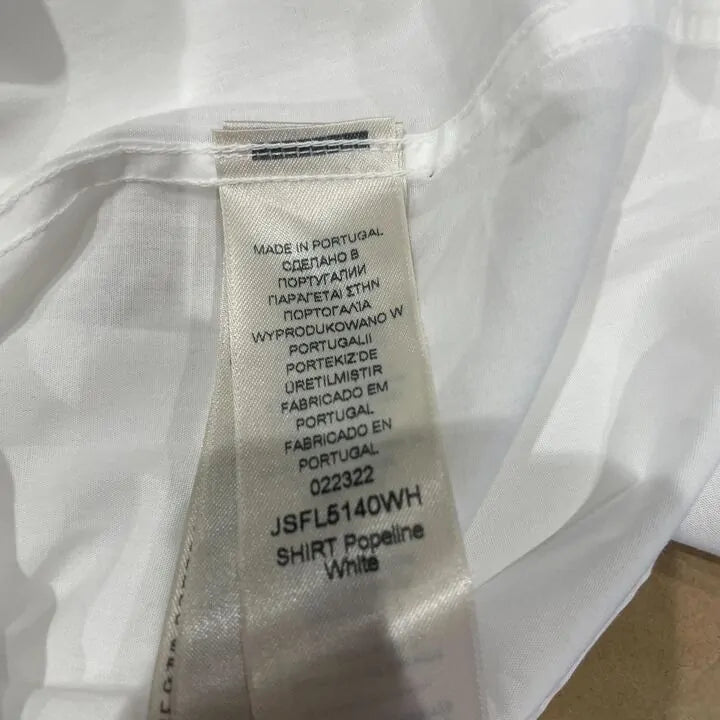 MADE IN PORTUGAL
СДЕЛАНО В
ПОРТУГАЛИИ
ΠΑΡΑΓΕΤΑΙ ΣΤΗΝ
ΠΟΡΤΟΓΑΛΙΑ
WYPRODUKOWANO W
PORTUGALII
PORTEKIZ'DE
ÜRETILMISTIR
FABRICADO EM
PORTUGAL
FABRICADO EN
PORTUGAL
022322
JSFL5140WH
SHIRT Popeline
White